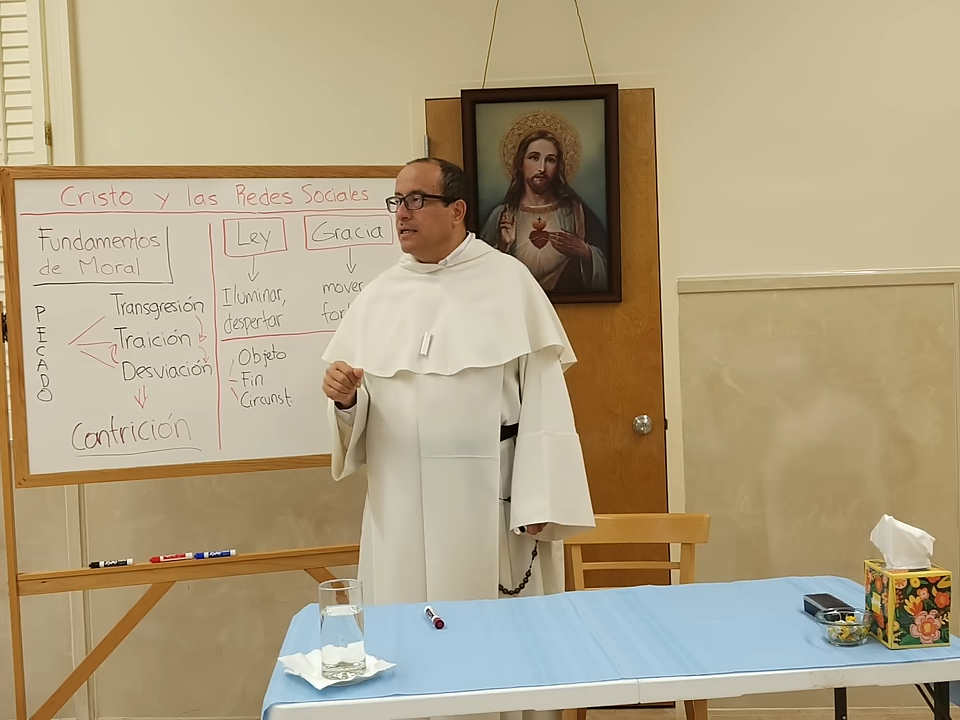 Cristo y las Redes Sociales
Fundamentos
de Moral
PECADO
Transgresión
Traición
Desviación
Contrición
Ley
Gracia
Iluminar,
despertar
mover
Objeto
Fin
Circunst.